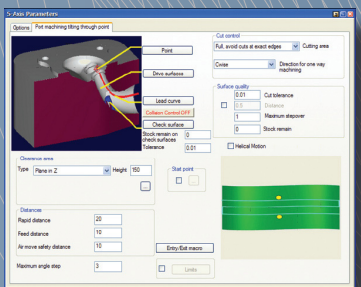 5-Axis Parameters
Options
Port machining tilting through point
Point
Drive surfaces
Lead curve
Collision Control OFF
Check surface
Stock remain on check surfaces 0
Tolerance 0.01
Cut control
Full, avoid cuts at exact edges Cutting area
Cwise Direction for one way machining
Surface quality
0.01 Cut tolerance
0.5 Distance
1 Maximum stepover
0 Stock remain
Helical Motion
Clearance area
Type Plane in Z Height 150
...
Start point
...
Distances
Rapid distance 20
Feed distance 10
Air move safety distance 10
Entry/Exit macro
Maximum angle step 3
Limits